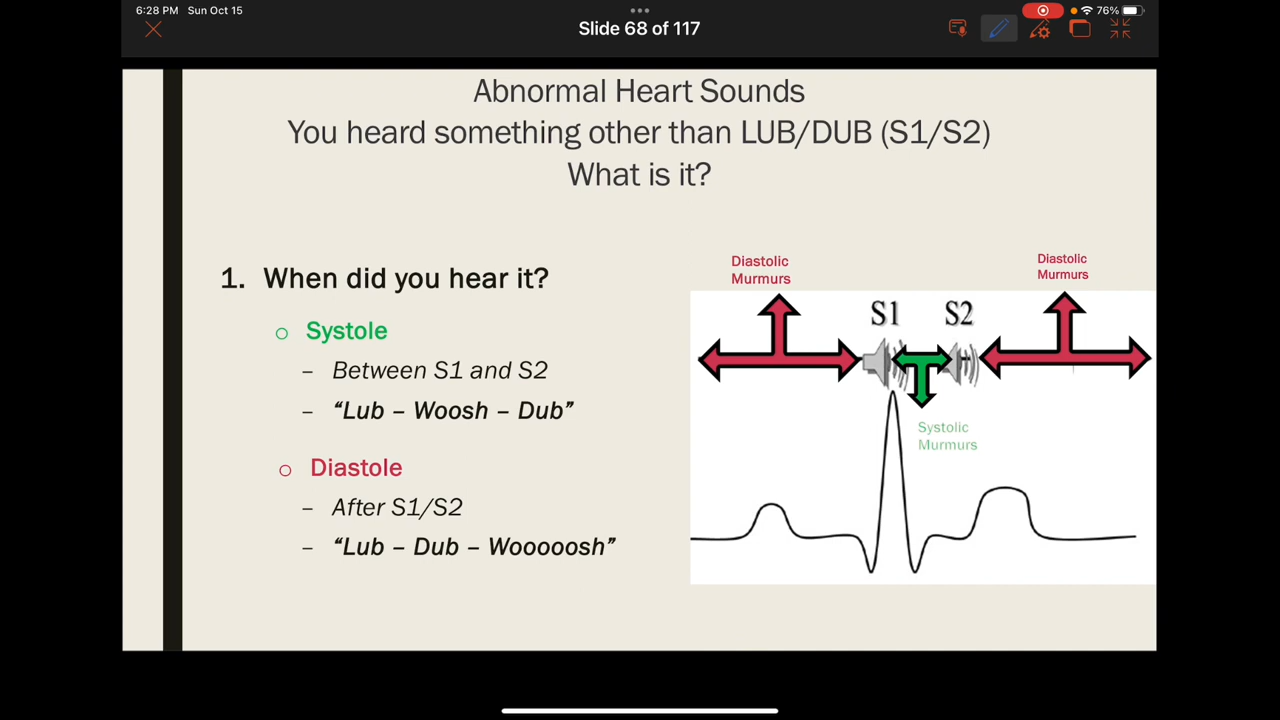 6:28 PM Sun Oct 15
76%
Slide 68 of 117
Abnormal Heart Sounds
You heard something other than LUB/DUB (S1/S2)
What is it?
1. When did you hear it?
○ Systole
– Between S1 and S2
– “Lub – Woosh – Dub”
○ Diastole
– After S1/S2
– “Lub – Dub – Wooooosh”
Diastolic
Murmurs
Diastolic
Murmurs
S1 S2
Systolic
Murmurs